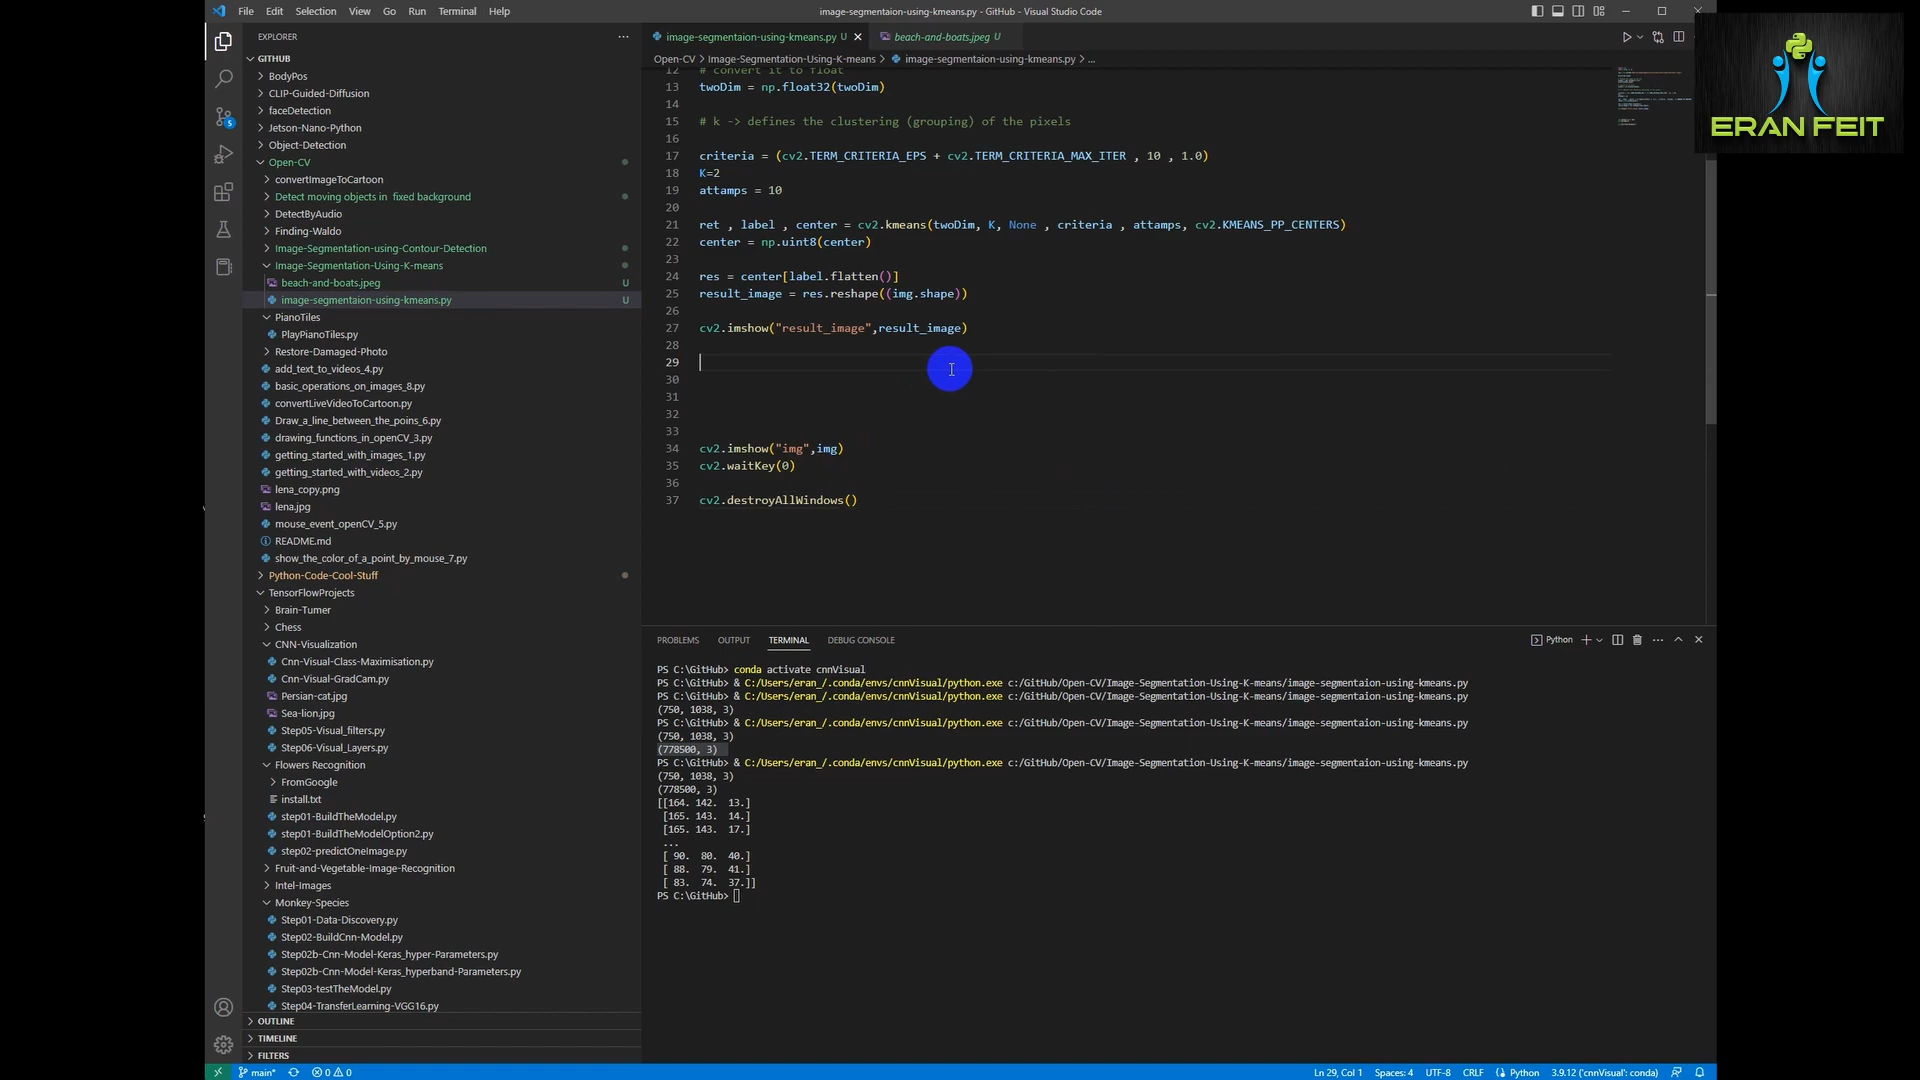 File Edit Selection View Go Run Terminal Help
image-segmentaion-using-kmeans.py - GitHub - Visual Studio Code
EXPLORER
GITHUB
BodyPos
CLIP-Guided-Diffusion
faceDetection
Jetson-Nano-Python
Object-Detection
Open-CV
convertImageToCartoon
Detect moving objects in fixed background
DetectByAudio
Finding-Waldo
Image-Segmentation-using-Contour-Detection
Image-Segmentation-Using-K-means
beach-and-boats.jpeg U
image-segmentaion-using-kmeans.py U
PianoTiles
PlayPianoTiles.py
Restore-Damaged-Photo
add_text_to_videos_4.py
basic_operations_on_images_8.py
convertLiveVideoToCartoon.py
Draw_a_line_between_the_poins_6.py
drawing_functions_in_openCV_3.py
getting_started_with_images_1.py
getting_started_with_videos_2.py
lena_copy.png
lena.jpg
mouse_event_openCV_5.py
README.md
show_the_color_of_a_point_by_mouse_7.py
Python-Code-Cool-Stuff
TensorFlowProjects
Brain-Tumer
Chess
CNN-Visualization
Cnn-Visual-Class-Maximisation.py
Cnn-Visual-GradCam.py
Persian-cat.jpg
Sea-lion.jpg
Step05-Visual_filters.py
Step06-Visual_Layers.py
Flowers Recognition
FromGoogle
install.txt
step01-BuildTheModel.py
step01-BuildTheModelOption2.py
step02-predictOneImage.py
Fruit-and-Vegetable-Image-Recognition
Intel-Images
Monkey-Species
Step01-Data-Discovery.py
Step02-BuildCnn-Model.py
Step02b-Cnn-Model-Keras_hyper-Parameters.py
Step02b-Cnn-Model-Keras_hyperband-Parameters.py
Step03-testTheModel.py
Step04-TransferLearning-VGG16.py
OUTLINE
TIMELINE
FILTERS
image-segmentaion-using-kmeans.py U
beach-and-boats.jpeg U
Open-CV > Image-Segmentation-Using-K-means > image-segmentaion-using-kmeans.py > ...
12 # convert it to float
13 twoDim = np.float32(twoDim)
14
15 # k -> defines the clustering (grouping) of the pixels
16
17 criteria = (cv2.TERM_CRITERIA_EPS + cv2.TERM_CRITERIA_MAX_ITER , 10 , 1.0)
18 K=2
19 attamps = 10
20
21 ret , label , center = cv2.kmeans(twoDim, K, None , criteria , attamps, cv2.KMEANS_PP_CENTERS)
22 center = np.uint8(center)
23
24 res = center[label.flatten()]
25 result_image = res.reshape((img.shape))
26
27 cv2.imshow("result_image",result_image)
28
29
30
31
32
33
34 cv2.imshow("img",img)
35 cv2.waitKey(0)
36
37 cv2.destroyAllWindows()
PROBLEMS OUTPUT TERMINAL DEBUG CONSOLE
Python
PS C:\GitHub> conda activate cnnVisual
PS C:\GitHub> & C:/Users/eran_/.conda/envs/cnnVisual/python.exe c:/GitHub/Open-CV/Image-Segmentation-Using-K-means/image-segmentaion-using-kmeans.py
PS C:\GitHub> & C:/Users/eran_/.conda/envs/cnnVisual/python.exe c:/GitHub/Open-CV/Image-Segmentation-Using-K-means/image-segmentaion-using-kmeans.py
(750, 1038, 3)
PS C:\GitHub> & C:/Users/eran_/.conda/envs/cnnVisual/python.exe c:/GitHub/Open-CV/Image-Segmentation-Using-K-means/image-segmentaion-using-kmeans.py
(750, 1038, 3)
(778500, 3)
PS C:\GitHub> & C:/Users/eran_/.conda/envs/cnnVisual/python.exe c:/GitHub/Open-CV/Image-Segmentation-Using-K-means/image-segmentaion-using-kmeans.py
(750, 1038, 3)
(778500, 3)
[[164. 142. 13.]
[165. 143. 14.]
[165. 143. 17.]
...
[ 90. 80. 40.]
[ 88. 79. 41.]
[ 83. 74. 37.]]
PS C:\GitHub>
main* 0 0
Ln 29, Col 1 Spaces: 4 UTF-8 CRLF Python 3.9.12 ('cnnVisual': conda)
ERAN FEIT
5